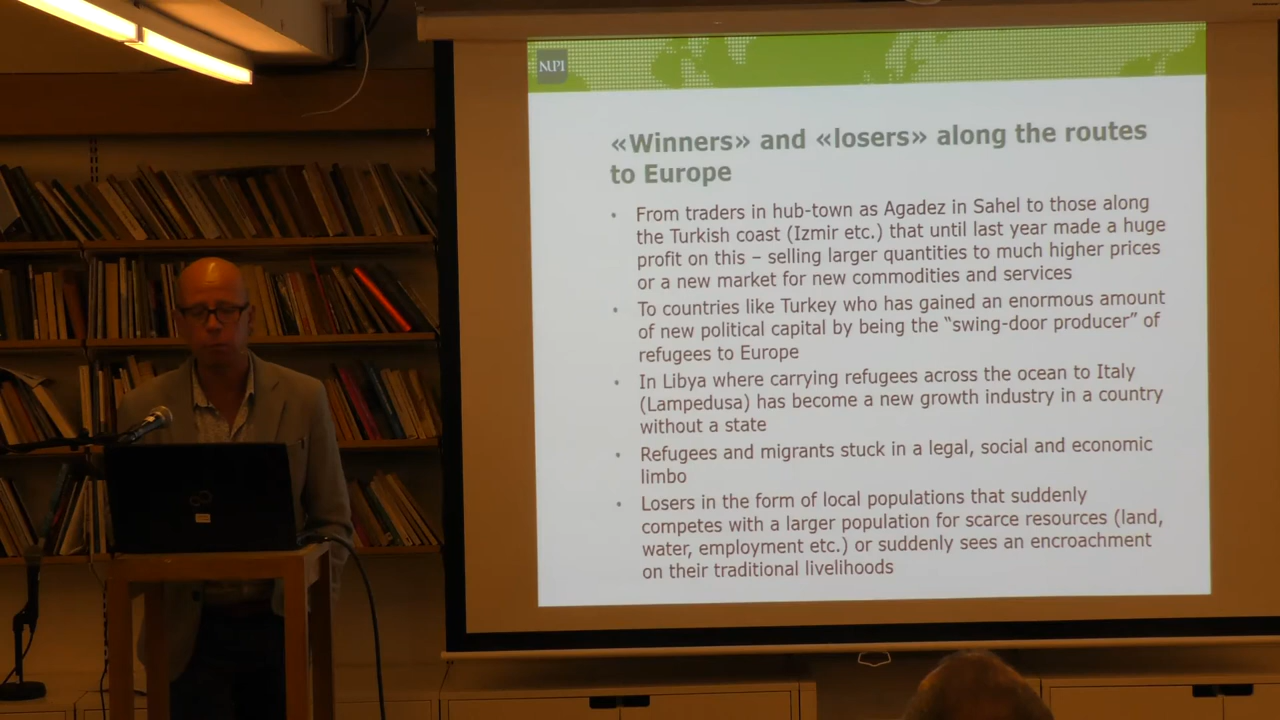 NUPI
«Winners» and «losers» along the routes
to Europe
• From traders in hub-town as Agadez in Sahel to those along
the Turkish coast (Izmir etc.) that until last year made a huge
profit on this – selling larger quantities to much higher prices
or a new market for new commodities and services
• To countries like Turkey who has gained an enormous amount
of new political capital by being the “swing-door producer” of
refugees to Europe
• In Libya where carrying refugees across the ocean to Italy
(Lampedusa) has become a new growth industry in a country
without a state
• Refugees and migrants stuck in a legal, social and economic
limbo
• Losers in the form of local populations that suddenly
competes with a larger population for scarce resources (land,
water, employment etc.) or suddenly sees an encroachment
on their traditional livelihoods